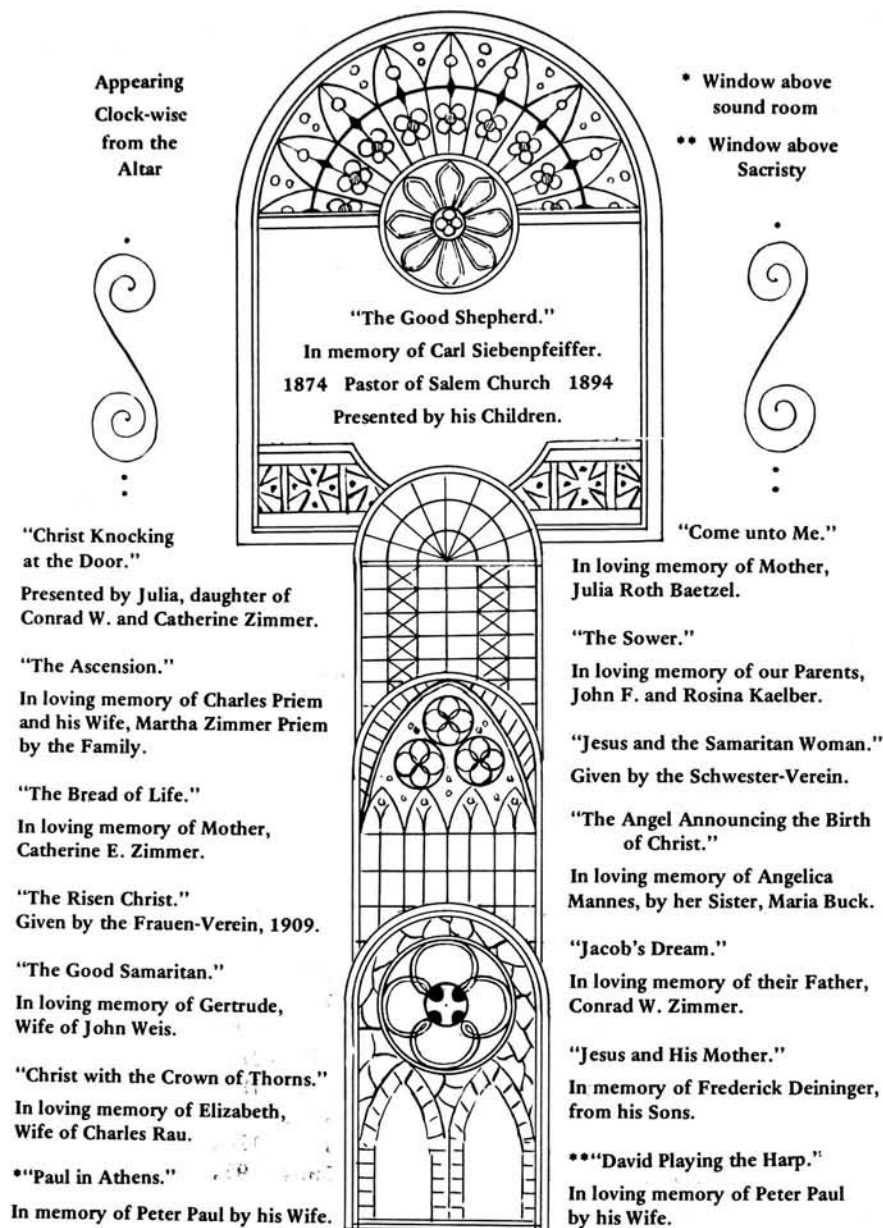 Appearing
Clock-wise
from the
Altar
* Window above
sound room
** Window above
Sacristy
"The Good Shepherd."
In memory of Carl Siebenpfeiffer.
1874 Pastor of Salem Church 1894
Presented by his Children.
"Christ Knocking
at the Door."
Presented by Julia, daughter of
Conrad W. and Catherine Zimmer.
"The Ascension."
In loving memory of Charles Priem
and his Wife, Martha Zimmer Priem
by the Family.
"The Bread of Life."
In loving memory of Mother,
Catherine E. Zimmer.
"The Risen Christ."
Given by the Frauen-Verein, 1909.
"The Good Samaritan."
In loving memory of Gertrude,
Wife of John Weis.
"Christ with the Crown of Thorns."
In loving memory of Elizabeth,
Wife of Charles Rau.
*"Paul in Athens."
In memory of Peter Paul by his Wife.
"Come unto Me."
In loving memory of Mother,
Julia Roth Baetzel.
"The Sower."
In loving memory of our Parents,
John F. and Rosina Kaelber.
"Jesus and the Samaritan Woman."
Given by the Schwester-Verein.
"The Angel Announcing the Birth
of Christ."
In loving memory of Angelica
Mannes, by her Sister, Maria Buck.
"Jacob's Dream."
In loving memory of their Father,
Conrad W. Zimmer.
"Jesus and His Mother."
In memory of Frederick Deininger,
from his Sons.
**"David Playing the Harp."
In loving memory of Peter Paul
by his Wife.